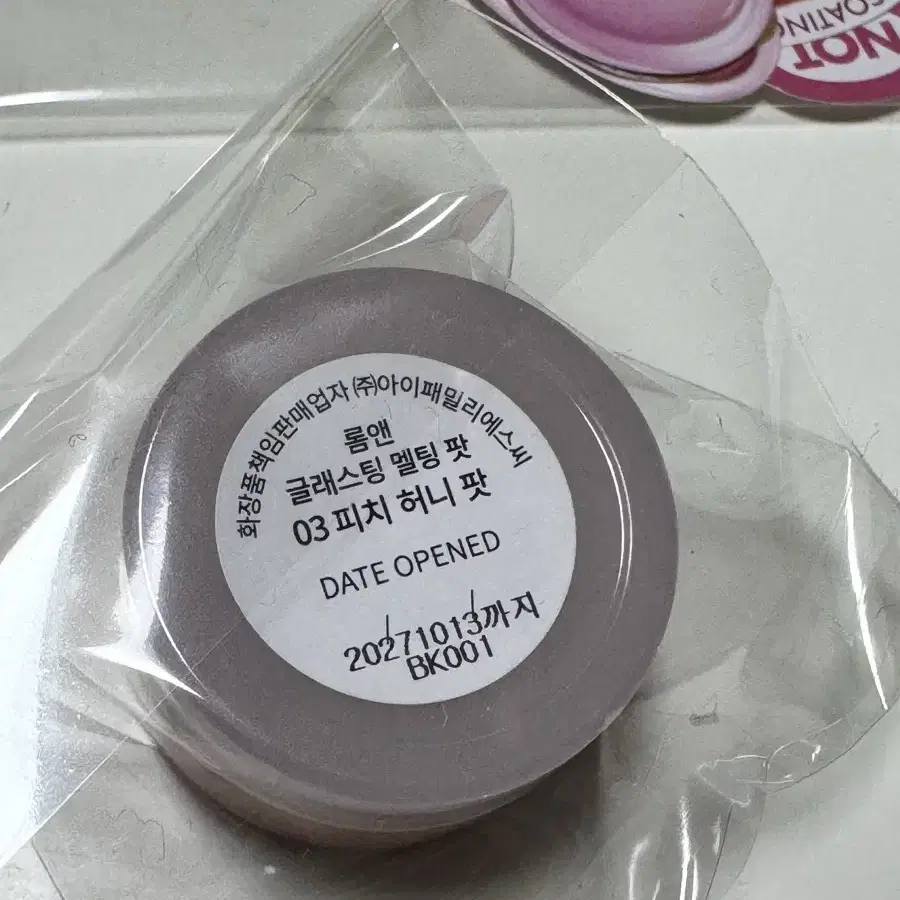 화장품책임판매업자 ㈜아이패밀리에스씨
롬앤
글래스팅 멜팅 팟
03 피치 허니 팟
DATE OPENED
/ /
20271013까지
BK001
NOT
COATING